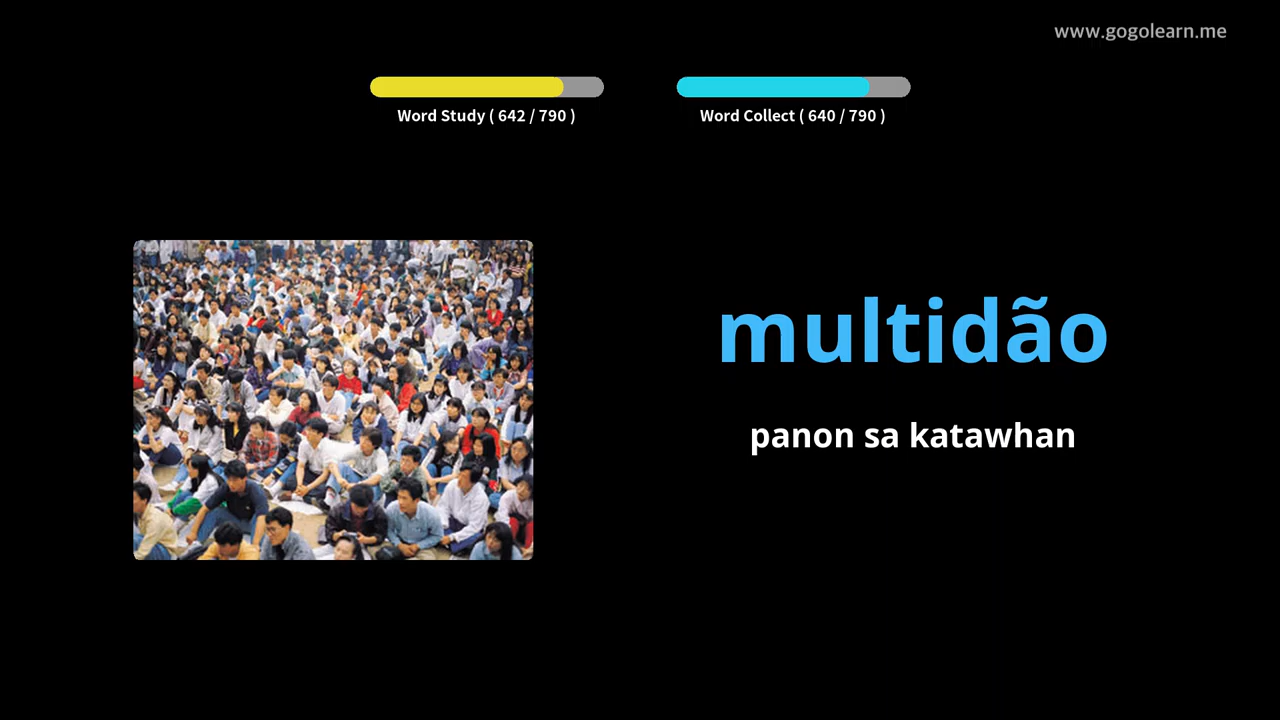 www.gogolearn.me
Word Study ( 642 / 790 )
Word Collect ( 640 / 790 )
multidão
panon sa katawhan